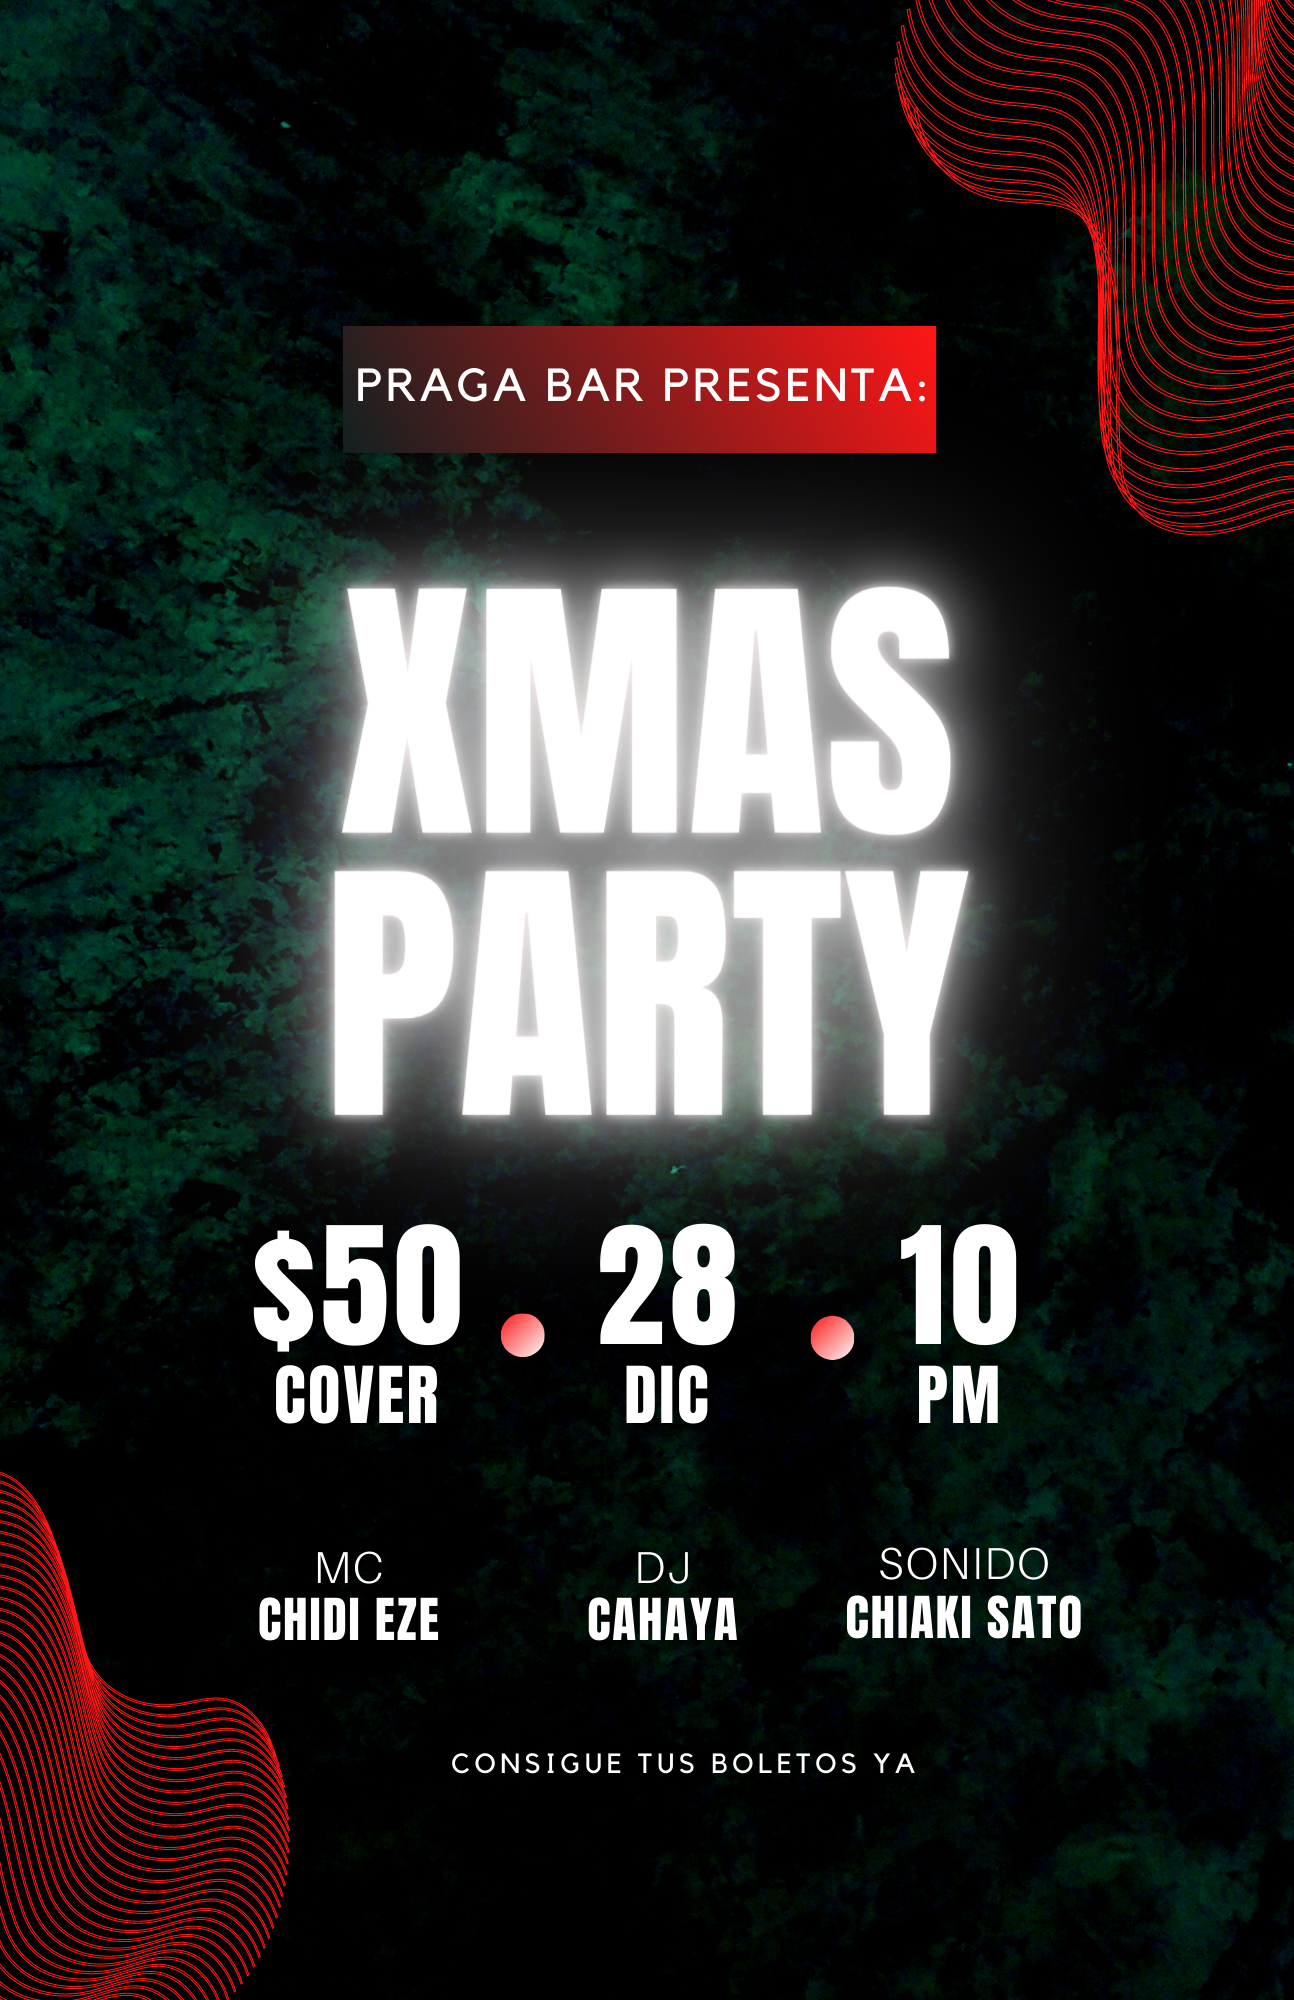 PRAGA BAR PRESENTA:
XMAS
PARTY
$50 28 10
COVER DIC PM
MC DJ SONIDO
CHIDI EZE CAHAYA CHIAKI SATO
CONSIGUE TUS BOLETOS YA